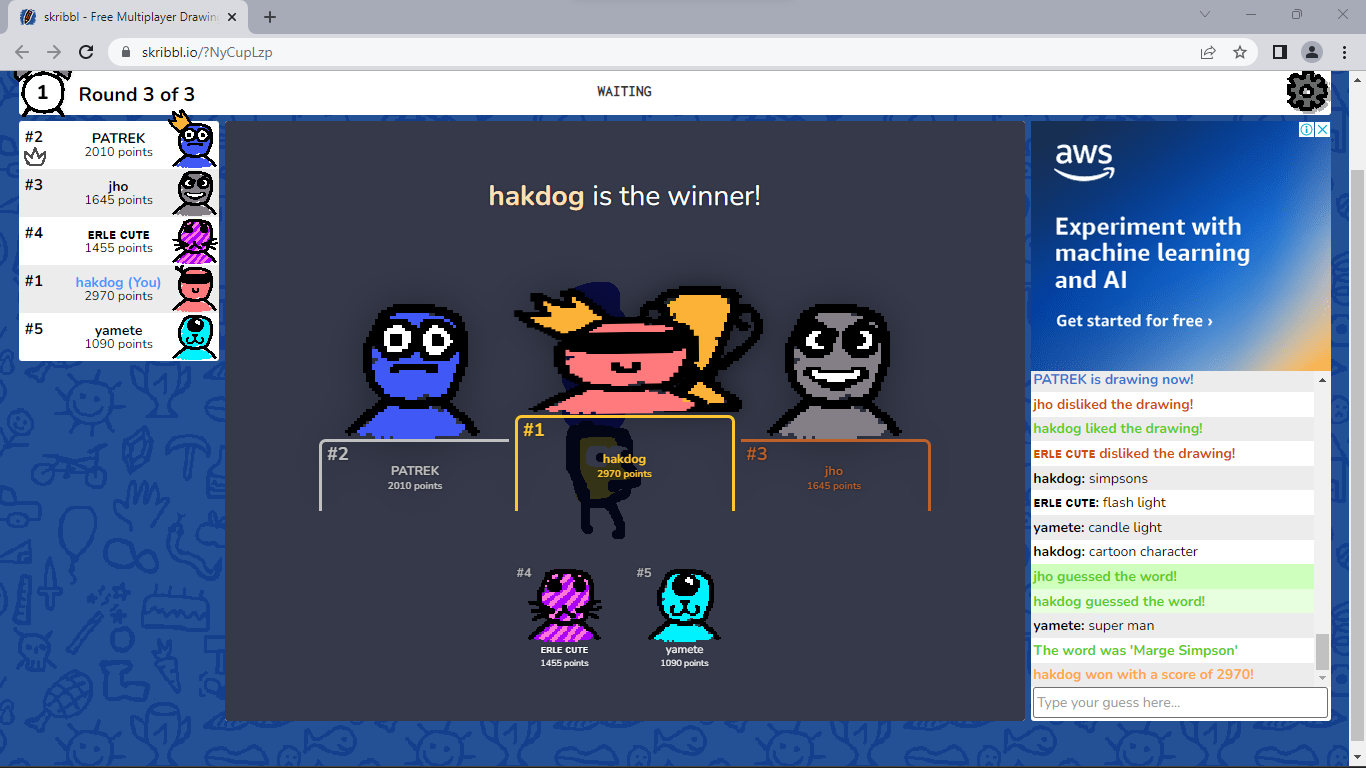 skribbl - Free Multiplayer Drawin
skribbl.io/?NyCupLzp
1
Round 3 of 3
WAITING
#2
PATREK
2010 points
#3
jho
1645 points
#4
ERLE CUTE
1455 points
#1
hakdog (You)
2970 points
#5
yamete
1090 points
hakdog is the winner!
#1
hakdog
2970 points
#2
PATREK
2010 points
#3
jho
1645 points
#4
ERLE CUTE
1455 points
#5
yamete
1090 points
aws
Experiment with
machine learning
and AI
Get started for free ›
PATREK is drawing now!
jho disliked the drawing!
hakdog liked the drawing!
ERLE CUTE disliked the drawing!
hakdog: simpsons
ERLE CUTE: flash light
yamete: candle light
hakdog: cartoon character
jho guessed the word!
hakdog guessed the word!
yamete: super man
The word was 'Marge Simpson'
hakdog won with a score of 2970!
Type your guess here...